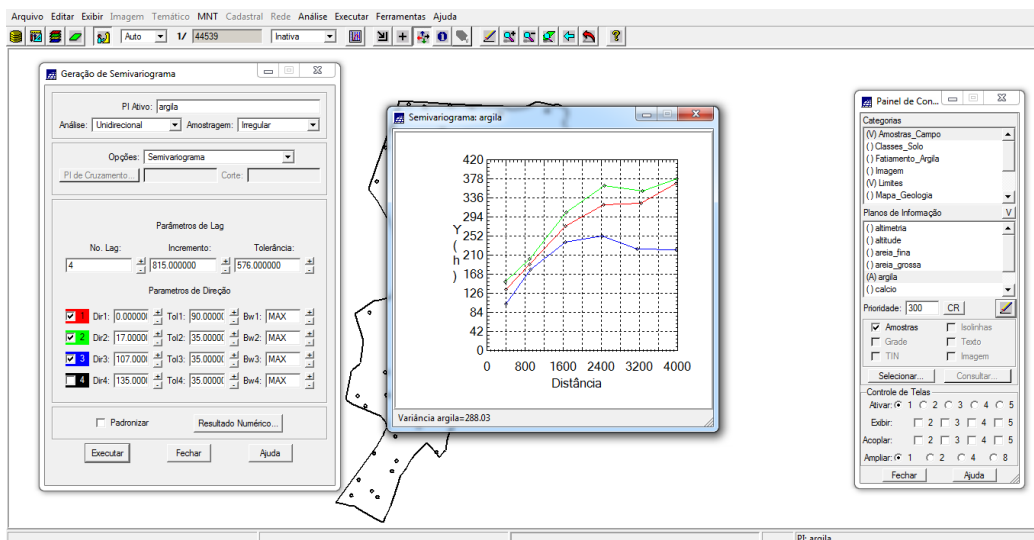 Arquivo Editar Exibir Imagem Temático MNT Cadastral Rede Análise Executar Ferramentas Ajuda
Auto 1/ 44539 Inativa
Geração de Semivariograma
PI Ativo: argila
Análise: Unidirecional Amostragem: Irregular
Opções: Semivariograma
PI de Cruzamento... Corte:
Parâmetros de Lag
No. Lag: Incremento: Tolerância:
4 815.000000 576.000000
Parametros de Direção
1 Dir1: 0.00000 Tol1: 90.0000 Bw1: MAX
2 Dir2: 17.0000 Tol2: 35.0000 Bw2: MAX
3 Dir3: 107.000 Tol3: 35.0000 Bw3: MAX
4 Dir4: 135.000 Tol4: 35.0000 Bw4: MAX
Padronizar Resultado Numérico...
Executar Fechar Ajuda
Semivariograma: argila
420
378
336
294
252
210
168
126
84
42
0
Y(h)
0 800 1600 2400 3200 4000
Distância
Variância argila=288.03
Painel de Con...
Categorias
(V) Amostras_Campo
( ) Classes_Solo
( ) Fatiamento_Argila
( ) Imagem
(V) Limites
( ) Mapa_Geologia
Planos de Informação V
( ) altimetria
( ) altitude
( ) areia_fina
( ) areia_grossa
(A) argila
( ) calcio
Prioridade: 300 CR
Amostras Isolinhas
Grade Texto
TIN Imagem
Selecionar... Consultar...
Controle de Telas
Ativar: 1 2 3 4 5
Exibir: 2 3 4 5
Acoplar: 2 3 4 5
Ampliar: 1 2 4 8
Fechar Ajuda
PI: argila